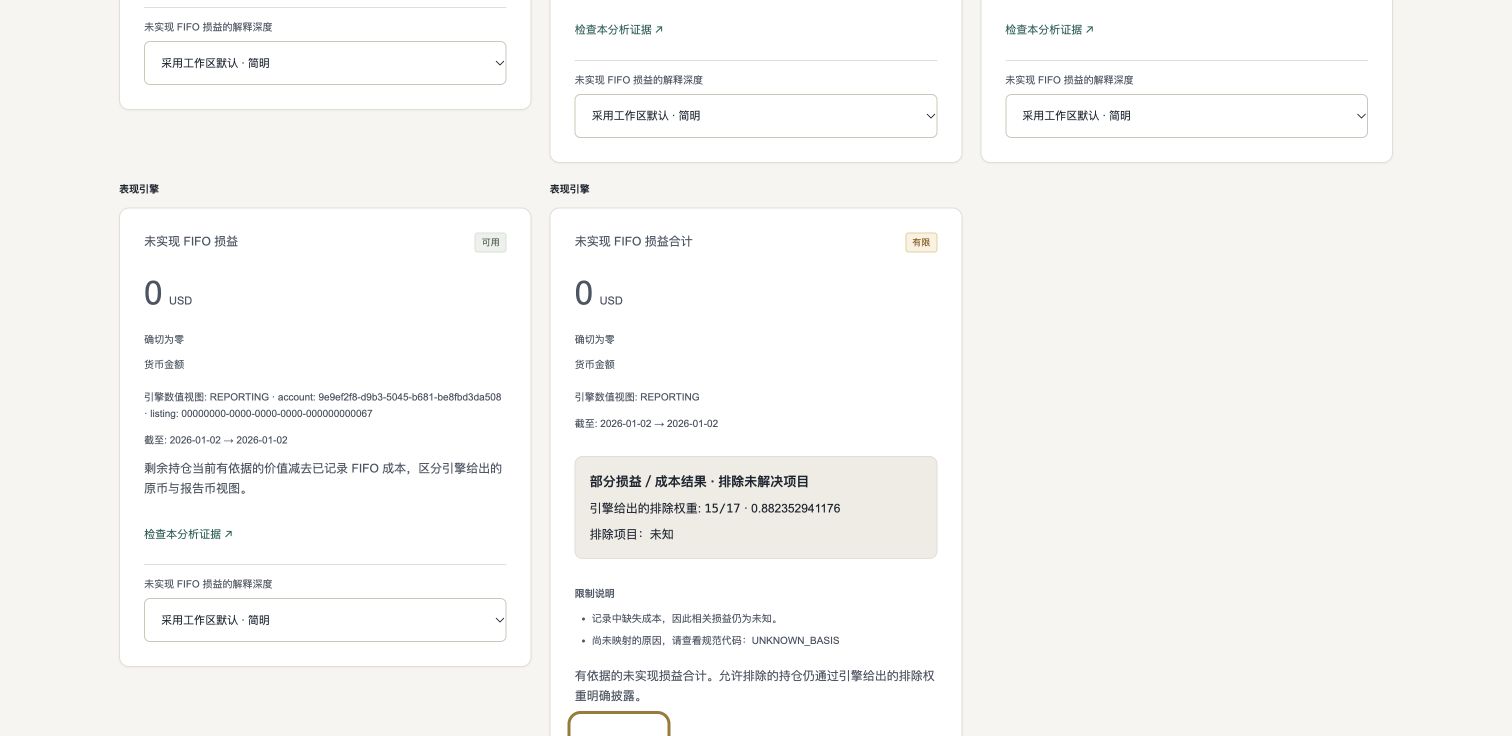 未实现 FIFO 损益的解释深度
采用工作区默认 · 简明
检查本分析证据 ↗
未实现 FIFO 损益的解释深度
采用工作区默认 · 简明
检查本分析证据 ↗
未实现 FIFO 损益的解释深度
采用工作区默认 · 简明
表现引擎
未实现 FIFO 损益
可用
0 USD
确切为零
货币金额
引擎数值视图: REPORTING · account: 9e9ef2f8-d9b3-5045-b681-be8fbd3da508
· listing: 00000000-0000-0000-0000-000000000067
截至: 2026-01-02 → 2026-01-02
剩余持仓当前有依据的价值减去已记录 FIFO 成本，区分引擎给出的
原币与报告币视图。
检查本分析证据 ↗
未实现 FIFO 损益的解释深度
采用工作区默认 · 简明
表现引擎
未实现 FIFO 损益合计
有限
0 USD
确切为零
货币金额
引擎数值视图: REPORTING
截至: 2026-01-02 → 2026-01-02
部分损益 / 成本结果 · 排除未解决项目
引擎给出的排除权重: 15/17 · 0.882352941176
排除项目：未知
限制说明
• 记录中缺失成本，因此相关损益仍为未知。
• 尚未映射的原因，请查看规范代码：UNKNOWN_BASIS
有依据的未实现损益合计。允许排除的持仓仍通过引擎给出的排除权
重明确披露。